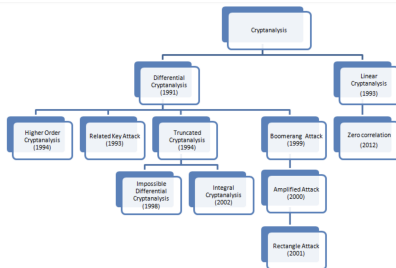 Cryptanalysis
Differential
Cryptanalysis
(1991)
Linear
Cryptanalysis
(1993)
Higher Order
Cryptanalysis
(1994)
Related Key Attack
(1993)
Truncated
Cryptanalysis
(1994)
Boomerang Attack
(1999)
Zero correlation
(2012)
Impossible
Differential
Cryptanalysis
(1998)
Integral
Cryptanalysis
(2002)
Amplified Attack
(2000)
Rectangle Attack
(2001)